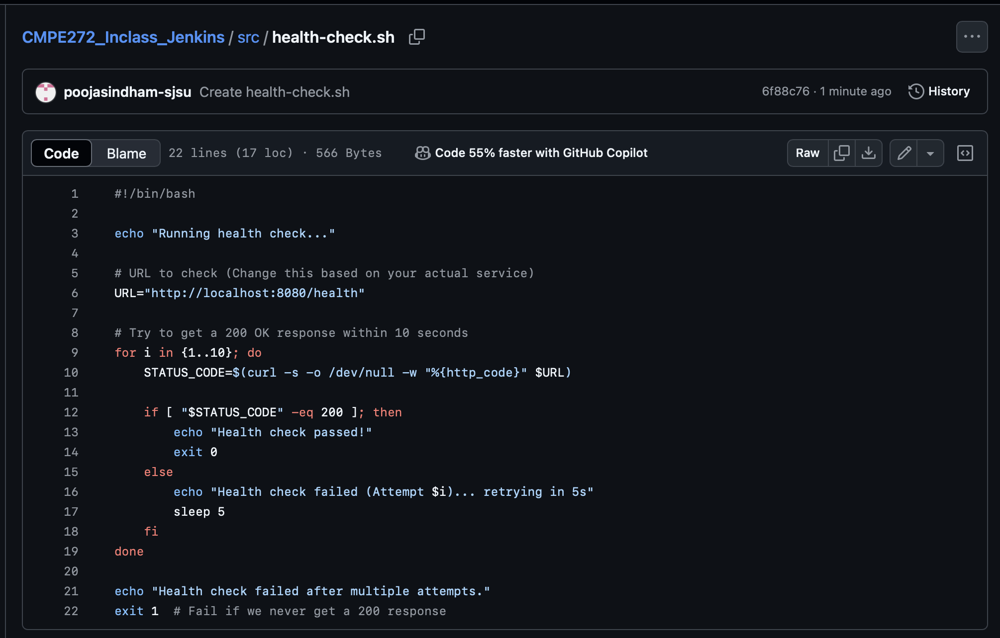 CMPE272_Inclass_Jenkins / src / health-check.sh
poojasindham-sjsu Create health-check.sh 6f88c76 · 1 minute ago History
Code Blame 22 lines (17 loc) · 566 Bytes Code 55% faster with GitHub Copilot Raw
1 #!/bin/bash
2
3 echo "Running health check..."
4
5 # URL to check (Change this based on your actual service)
6 URL="http://localhost:8080/health"
7
8 # Try to get a 200 OK response within 10 seconds
9 for i in {1..10}; do
10     STATUS_CODE=$(curl -s -o /dev/null -w "%{http_code}" $URL)
11
12     if [ "$STATUS_CODE" -eq 200 ]; then
13         echo "Health check passed!"
14         exit 0
15     else
16         echo "Health check failed (Attempt $i)... retrying in 5s"
17         sleep 5
18     fi
19 done
20
21 echo "Health check failed after multiple attempts."
22 exit 1  # Fail if we never get a 200 response